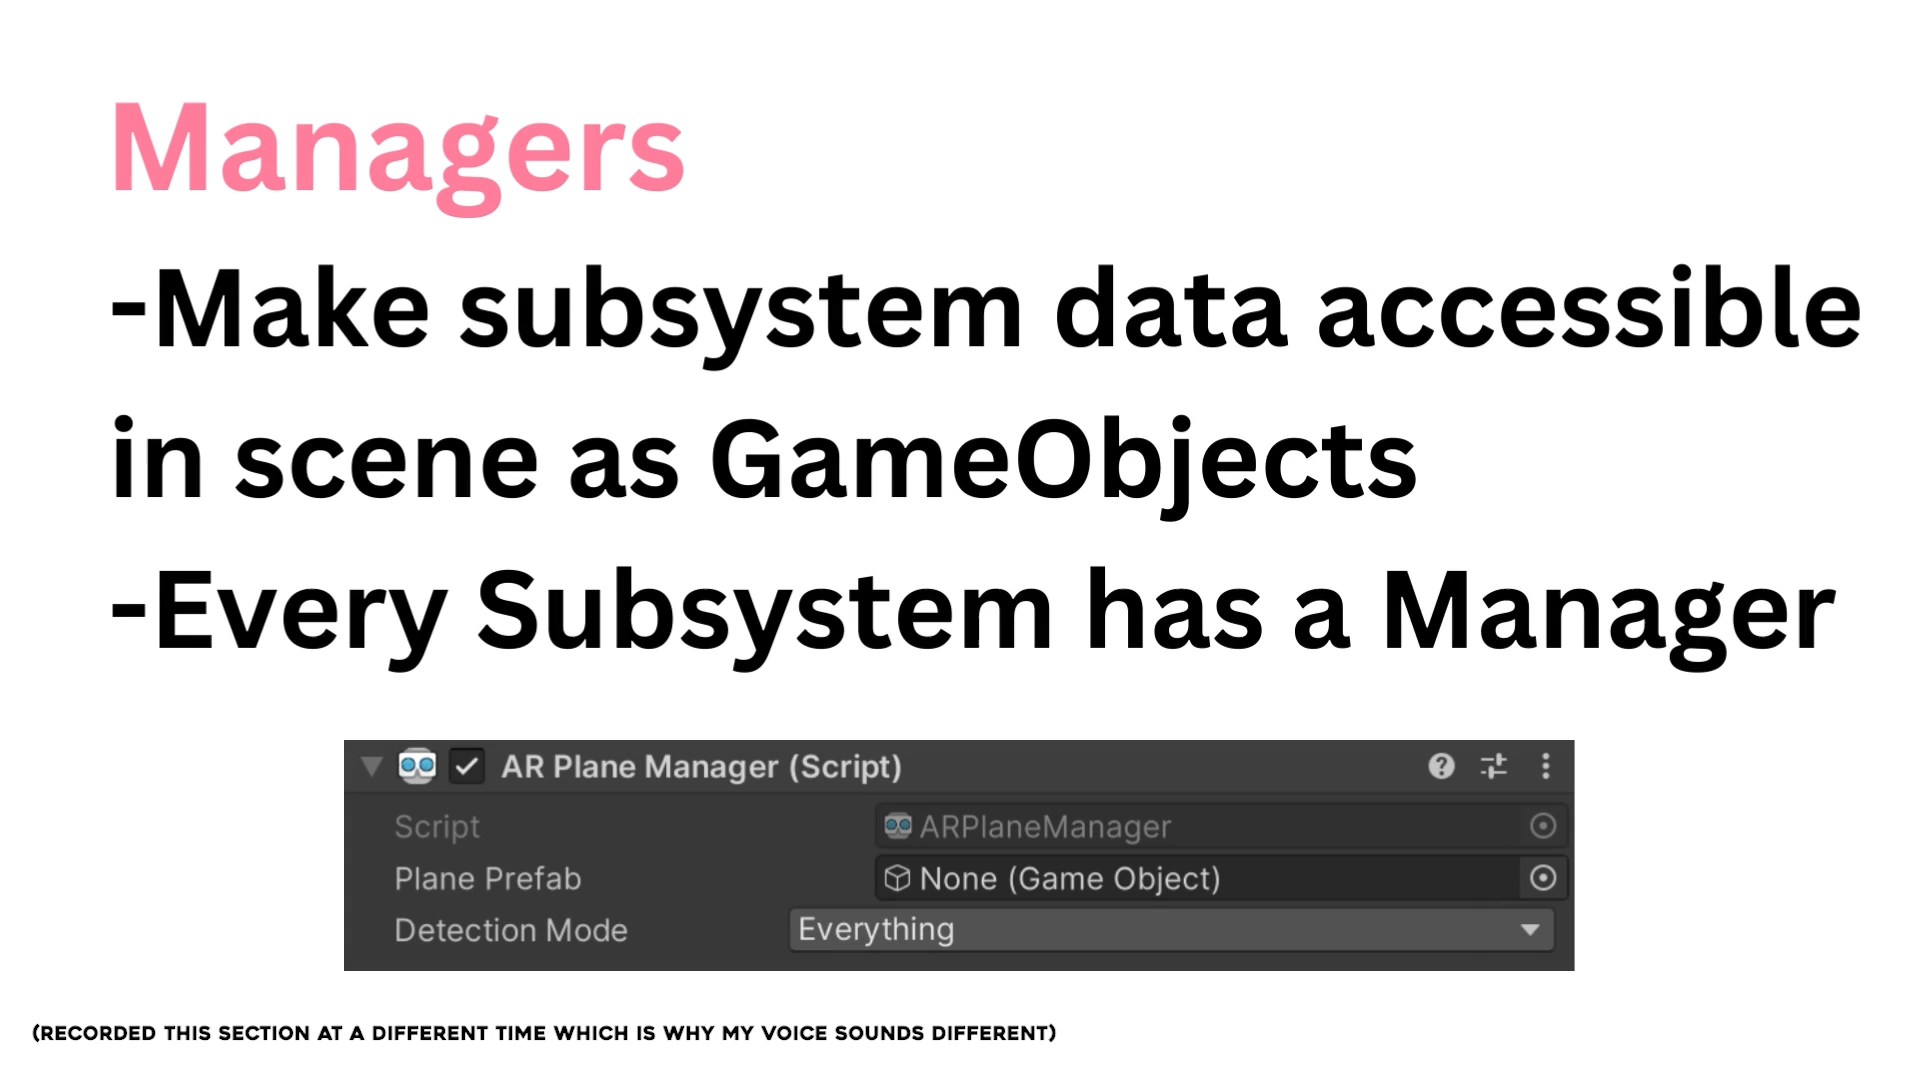 Managers
-Make subsystem data accessible
in scene as GameObjects
-Every Subsystem has a Manager
AR Plane Manager (Script)
Script ARPlaneManager
Plane Prefab None (Game Object)
Detection Mode Everything
(RECORDED THIS SECTION AT A DIFFERENT TIME WHICH IS WHY MY VOICE SOUNDS DIFFERENT)